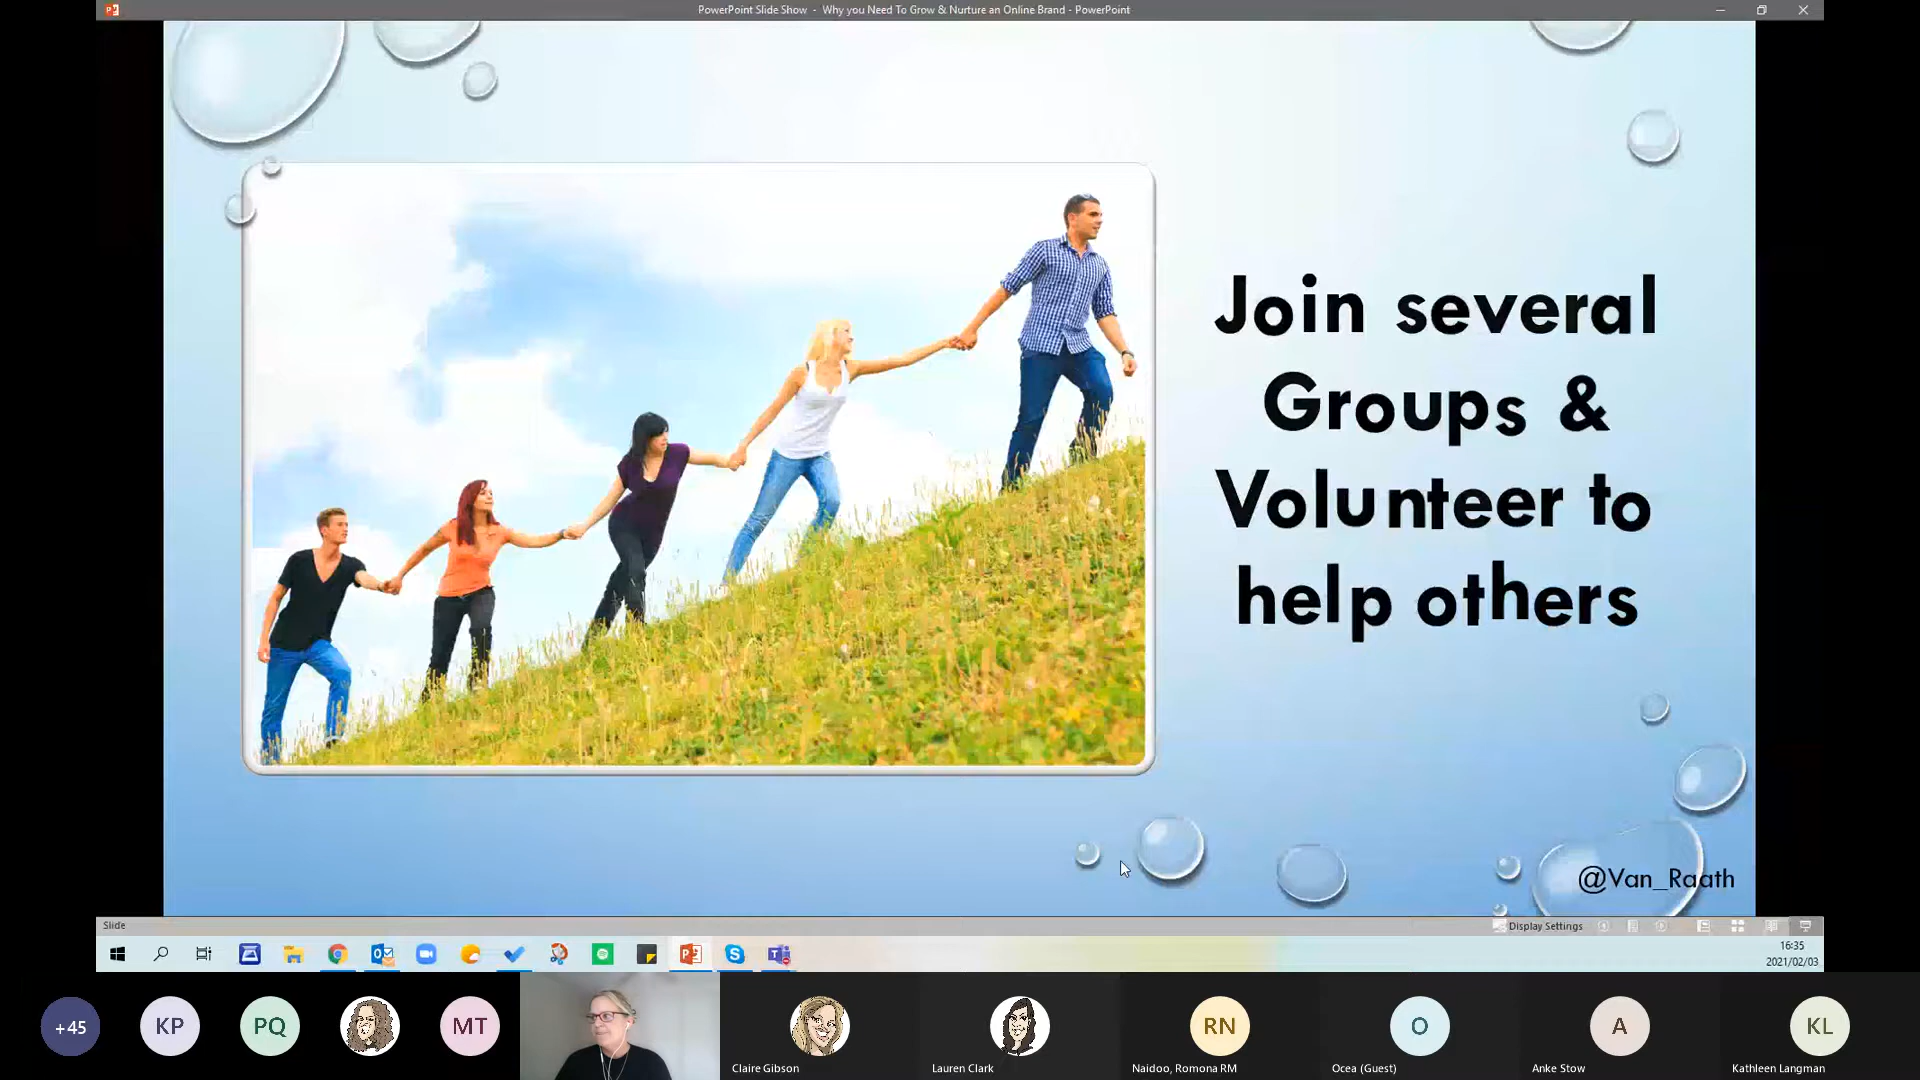 PowerPoint Slide Show - Why you Need To Grow & Nurture an Online Brand - PowerPoint
Join several
Groups &
Volunteer to
help others
@Van_Raath
Slide
Display Settings
16:35
2021/02/03
+45
KP
PQ
MT
RN
O
A
KL
Claire Gibson
Lauren Clark
Naidoo, Romona RM
Ocea (Guest)
Anke Stow
Kathleen Langman